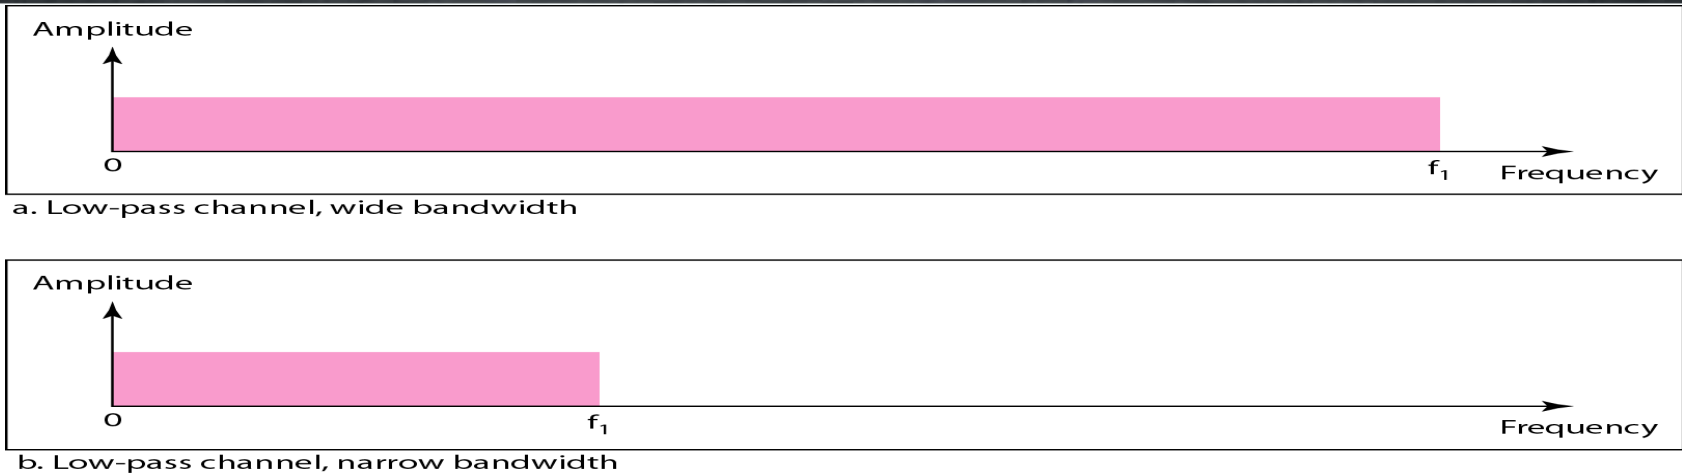 Amplitude
0
f₁
Frequency
a. Low-pass channel, wide bandwidth
Amplitude
0
f₁
Frequency
b. Low-pass channel, narrow bandwidth